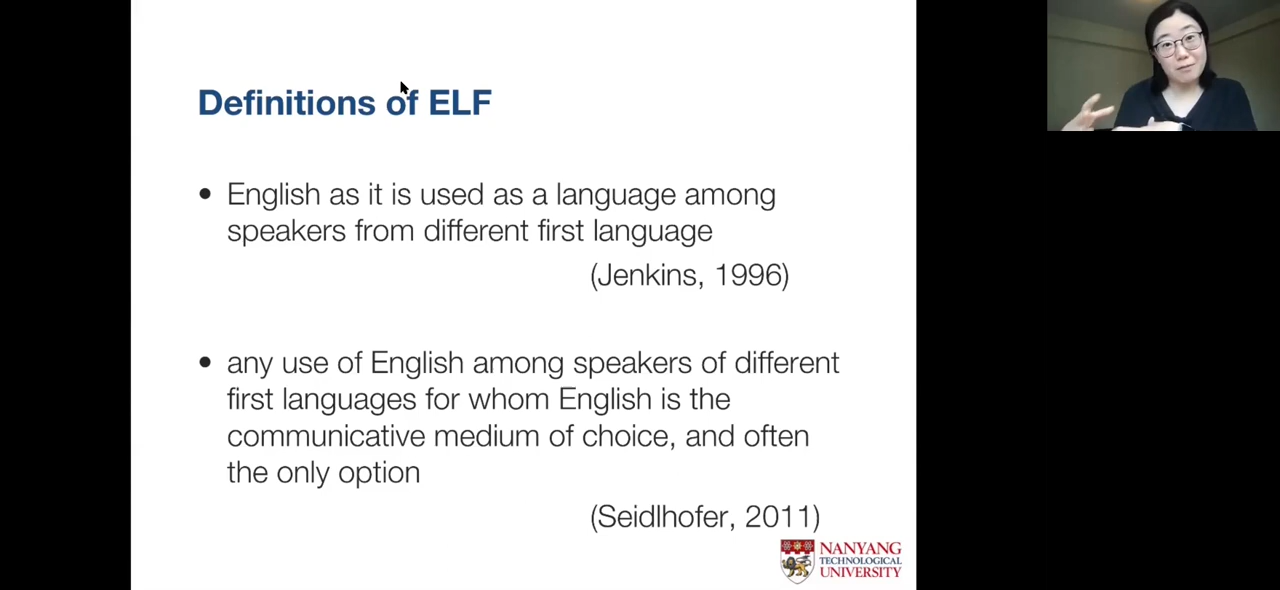 Definitions of ELF
• English as it is used as a language among
speakers from different first language
(Jenkins, 1996)
• any use of English among speakers of different
first languages for whom English is the
communicative medium of choice, and often
the only option
(Seidlhofer, 2011)
NANYANG
TECHNOLOGICAL
UNIVERSITY